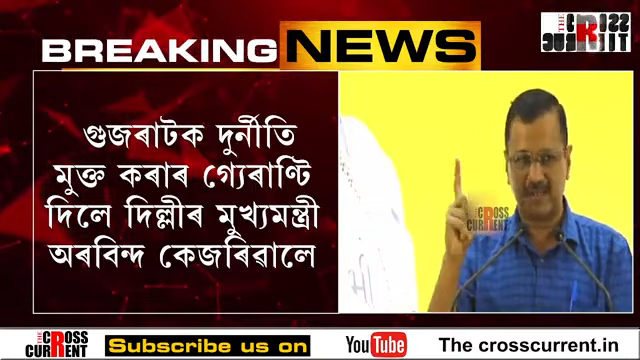 BREAKING NEWS
THE CROSS CURRENT
গুজৰাটক দুৰ্নীতি
মুক্ত কৰাৰ গ্যেৰাণ্টি
দিলে দিল্লীৰ মুখ্যমন্ত্ৰী
অৰবিন্দ কেজৰিৱালে
THE CROSS CURRENT
THE CROSS CURRENT
Subscribe us on
YouTube
The crosscurrent.in